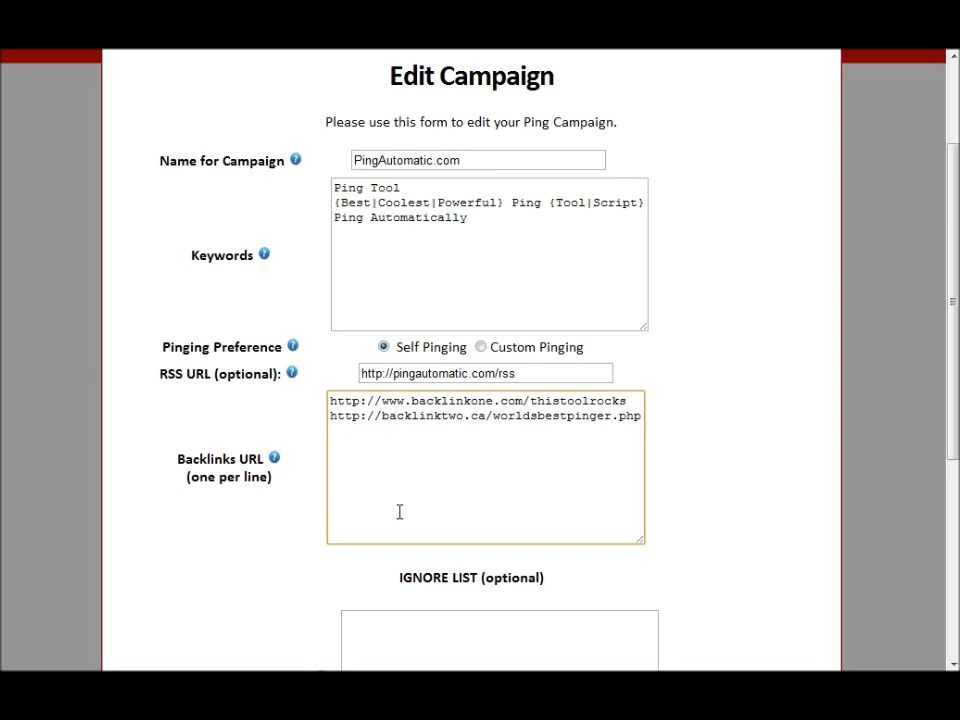 Edit Campaign
Please use this form to edit your Ping Campaign.
Name for Campaign ?
PingAutomatic.com
Ping Tool
{Best|Coolest|Powerful} Ping {Tool|Script}
Ping Automatically
Keywords ?
Pinging Preference ? Self Pinging Custom Pinging
RSS URL (optional): ? http://pingautomatic.com/rss
http://www.backlinkone.com/thistoolrocks
http://backlinktwo.ca/worldsbestpinger.php
Backlinks URL ?
(one per line)
IGNORE LIST (optional)